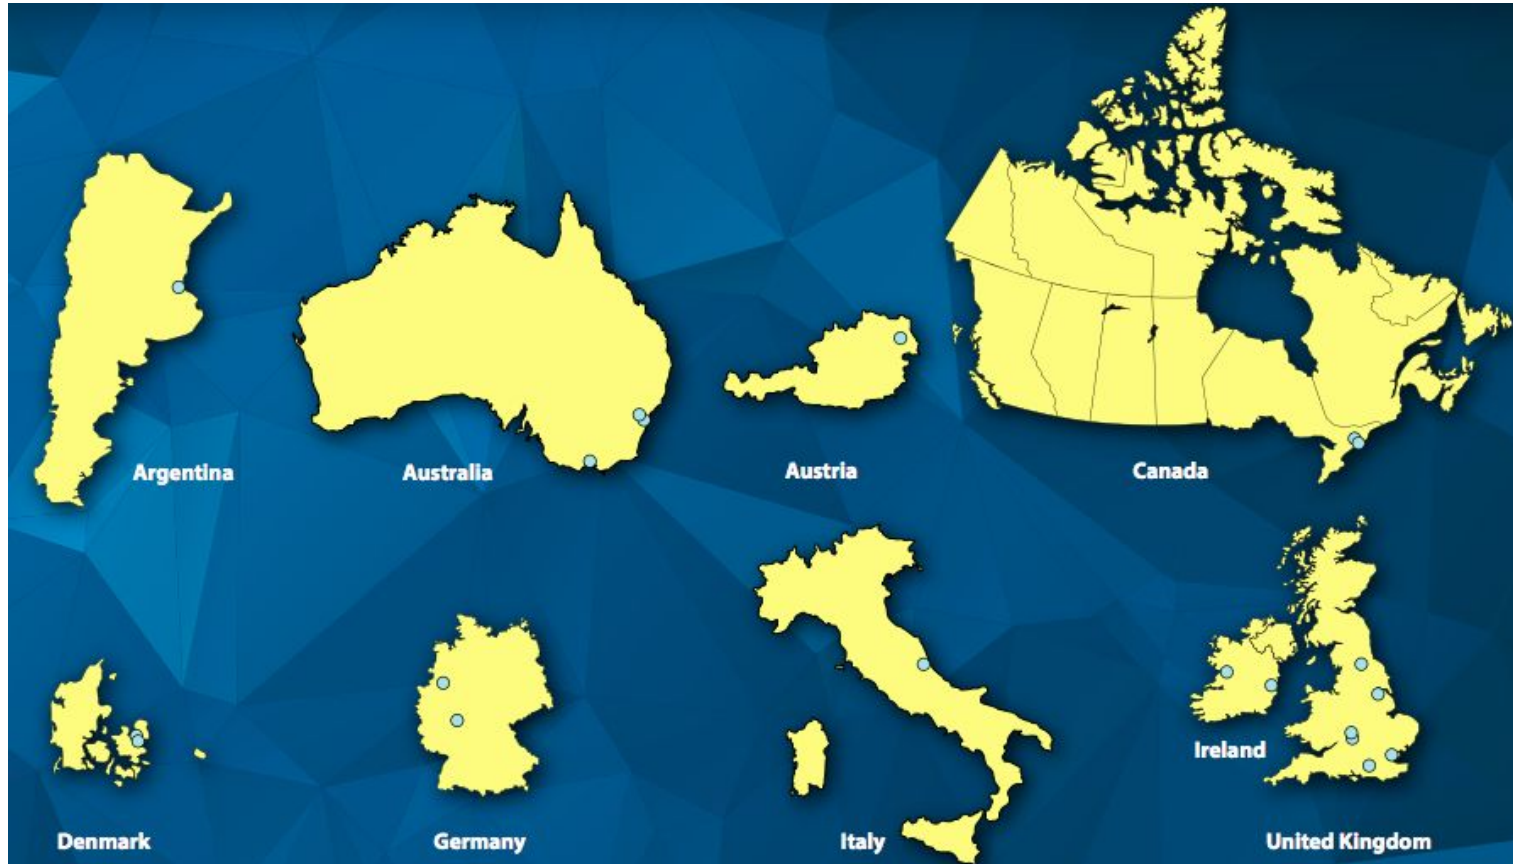 Argentina
Australia
Austria
Canada
Ireland
Denmark
Germany
Italy
United Kingdom